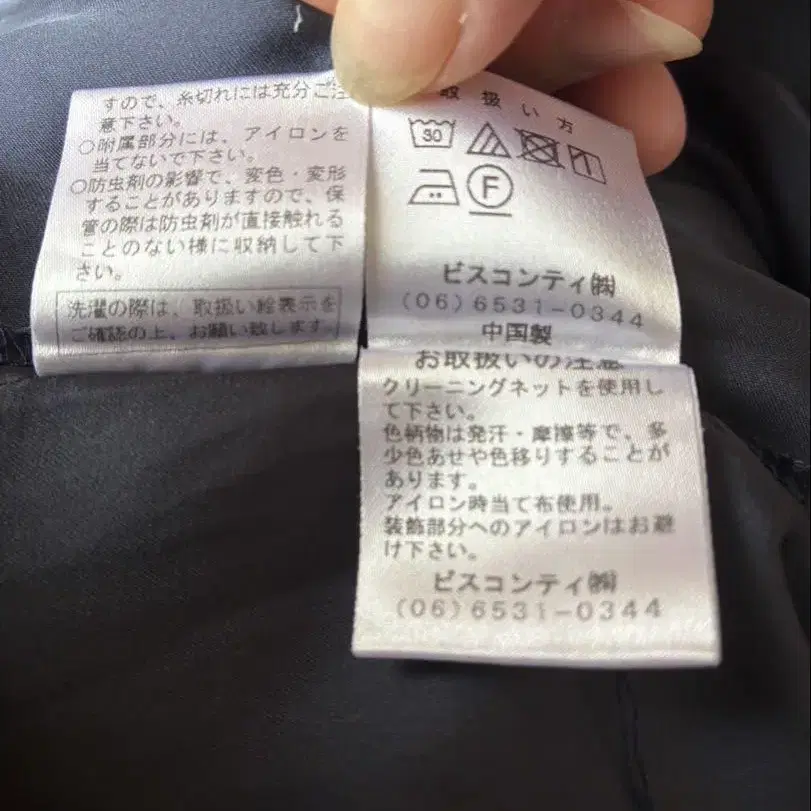 すので、糸切れには充分ご注
意下さい。
○附属部分には、アイロンを
当てないで下さい。
○防虫剤の影響で、変色・変形
することがありますので、保
管の際は防虫剤が直接触れる
ことのない様に収納して下
さい。
洗濯の際は、取扱い絵表示を
ご確認の上、お願い致します。
取扱い方
30
F
ビスコンティ㈱
(06)6531-0344
中国製
お取扱いの注意
クリーニングネットを使用し
て下さい。
色柄物は発汗・摩擦等で、多
少色あせや色移りすることが
あります。
アイロン時当て布使用。
装飾部分へのアイロンはお避
け下さい。
ビスコンティ㈱
(06)6531-0344